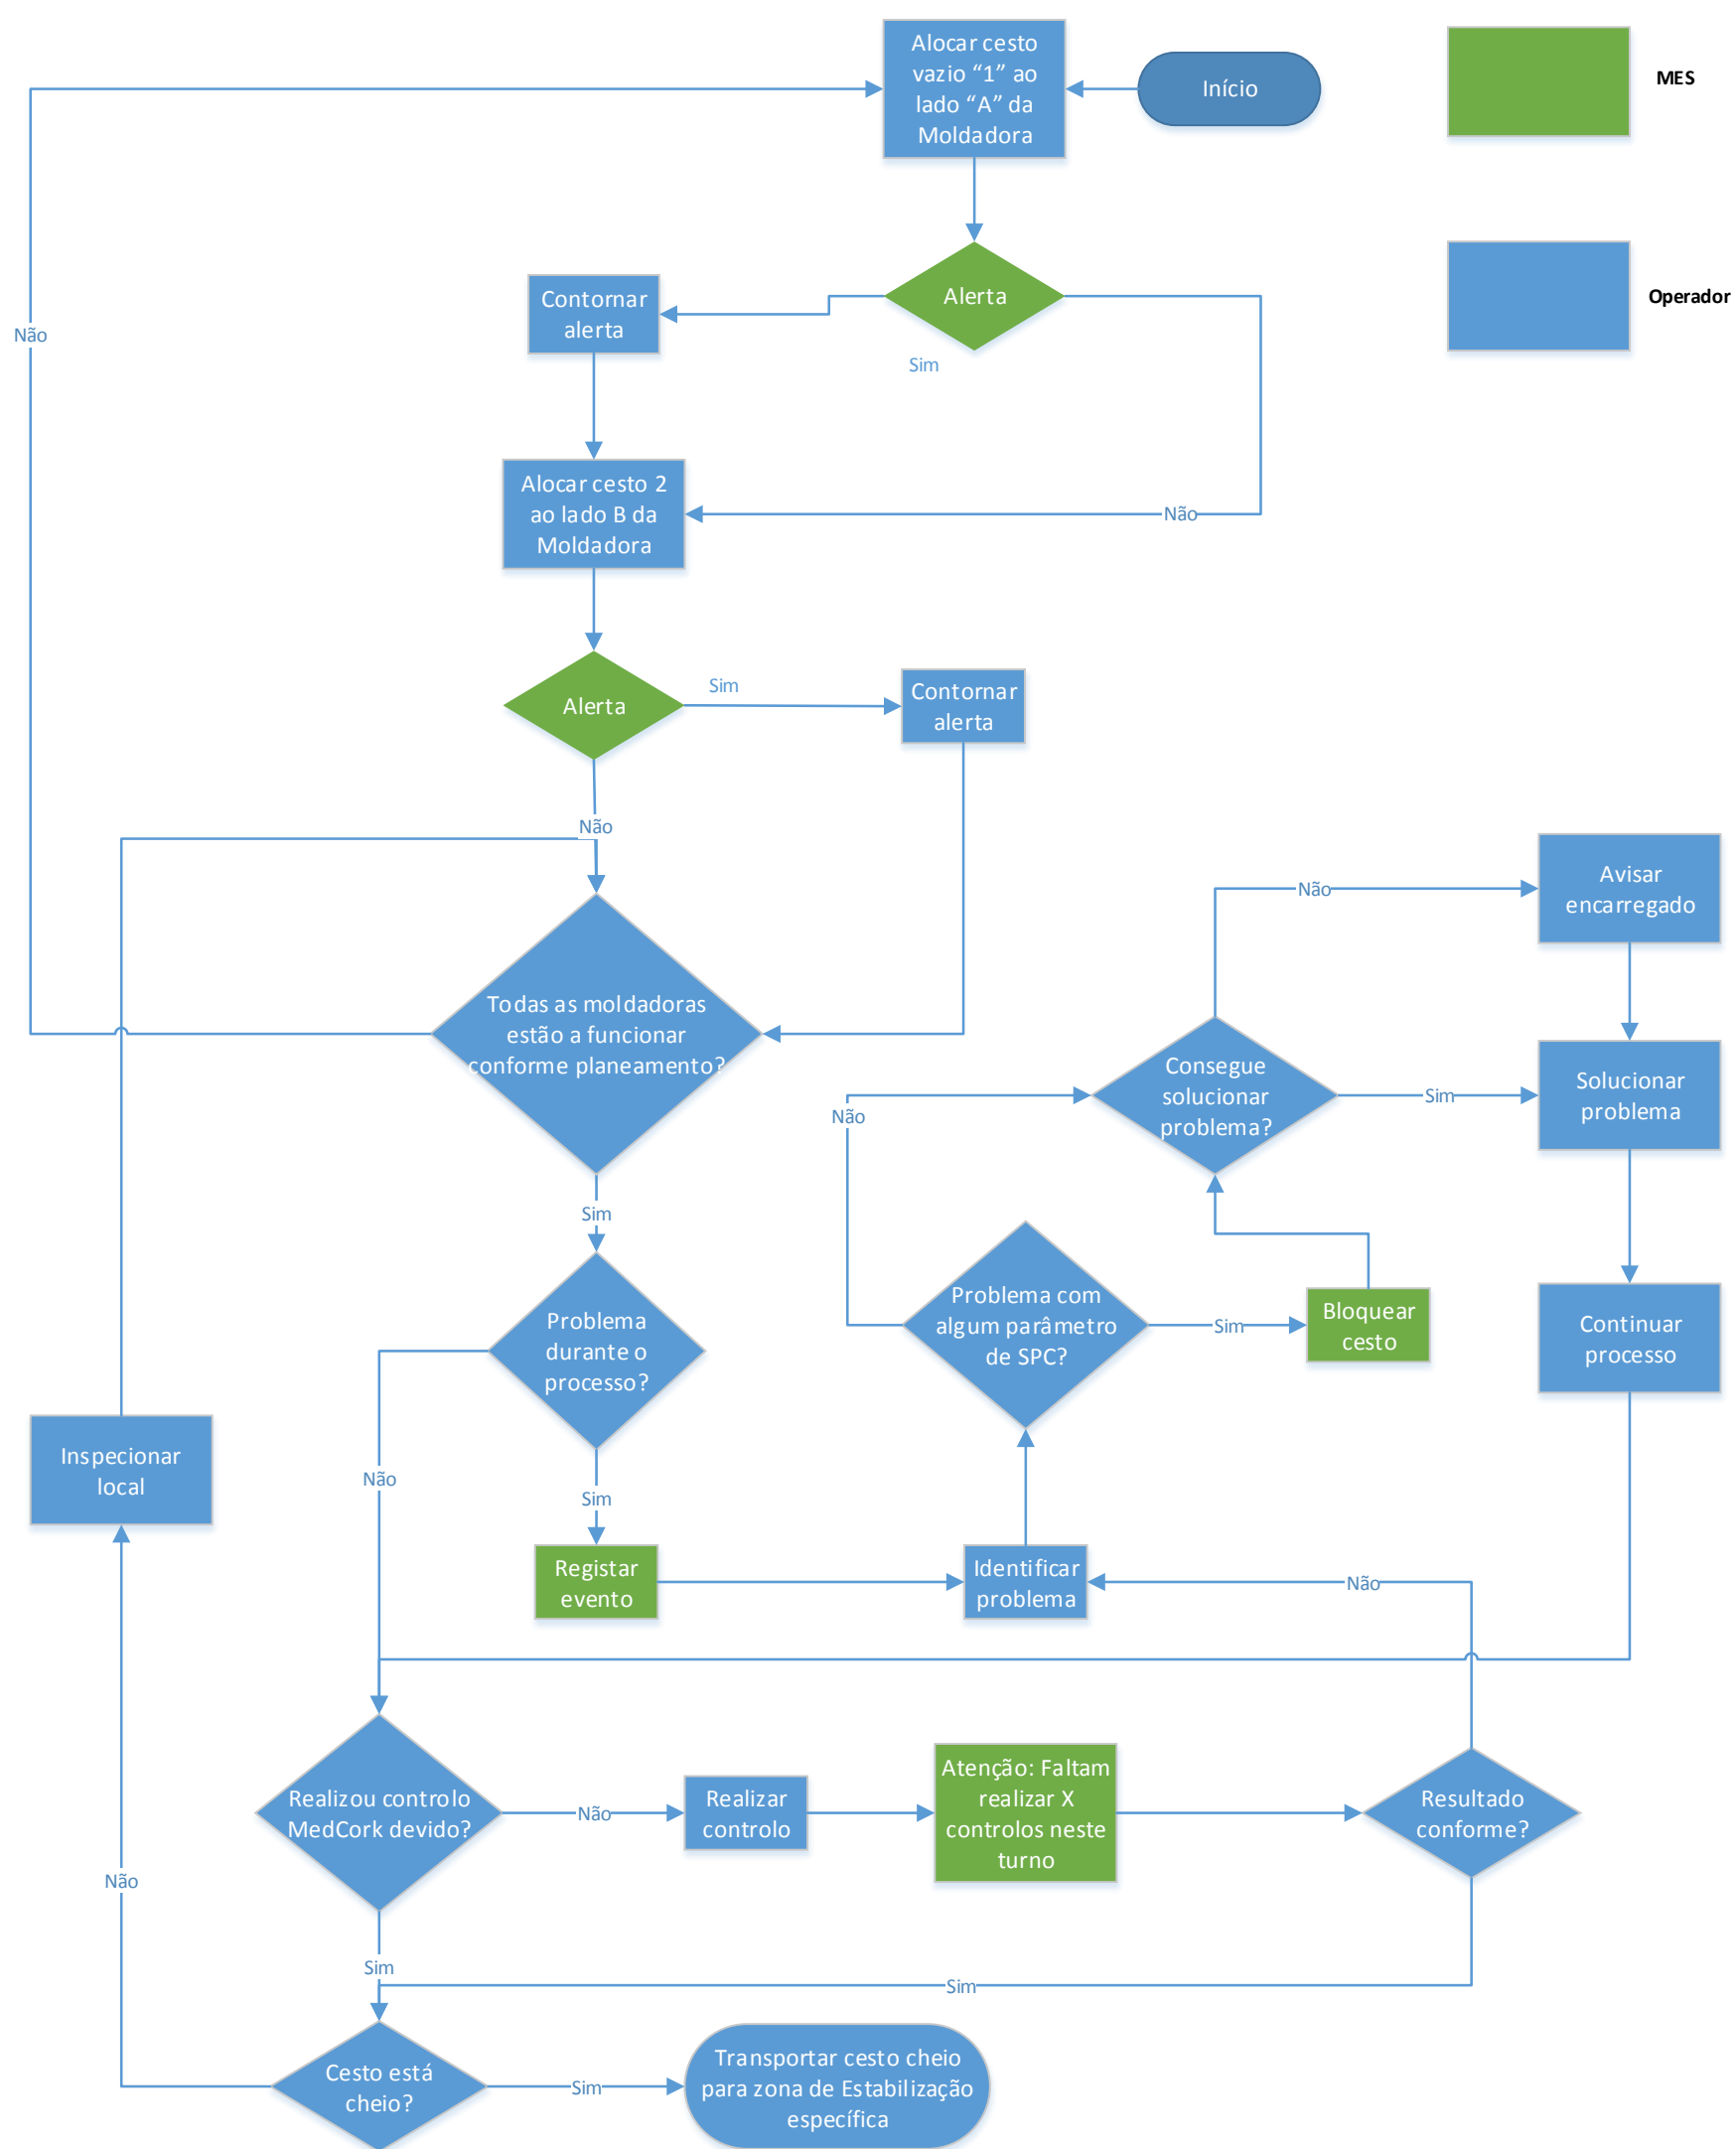 Alocar cesto
vazio “1” ao
lado “A” da
Moldadora
Início
MES
Alerta
Operador
Contornar
alerta
Não
Sim
Alocar cesto 2
ao lado B da
Moldadora
Não
Alerta
Sim
Contornar
alerta
Não
Avisar
encarregado
Não
Todas as moldadoras
estão a funcionar
conforme planeamento?
Consegue
solucionar
problema?
Sim
Solucionar
problema
Não
Sim
Problema
durante o
processo?
Problema com
algum parâmetro
de SPC?
Sim
Bloquear
cesto
Continuar
processo
Inspecionar
local
Não
Sim
Registar
evento
Identificar
problema
Não
Realizou controlo
MedCork devido?
Não
Realizar
controlo
Atenção: Faltam
realizar X
controlos neste
turno
Resultado
conforme?
Não
Sim
Sim
Cesto está
cheio?
Sim
Transportar cesto cheio
para zona de Estabilização
específica